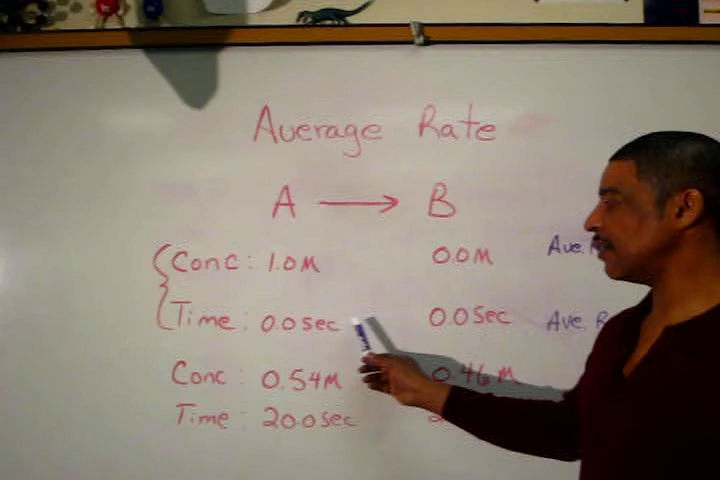 Average Rate
A → B
Conc: 1.0M 0.0M Ave.
Time: 0.0sec 0.0sec Ave. R
Conc: 0.54M 0.46M
Time: 20.0sec